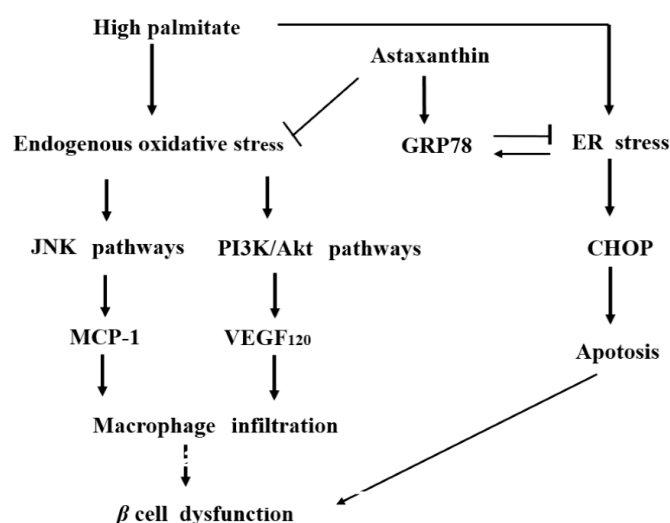 High palmitate
Astaxanthin
Endogenous oxidative stress
GRP78
ER stress
JNK pathways
PI3K/Akt pathways
CHOP
MCP-1
VEGF120
Apotosis
Macrophage infiltration
β cell dysfunction